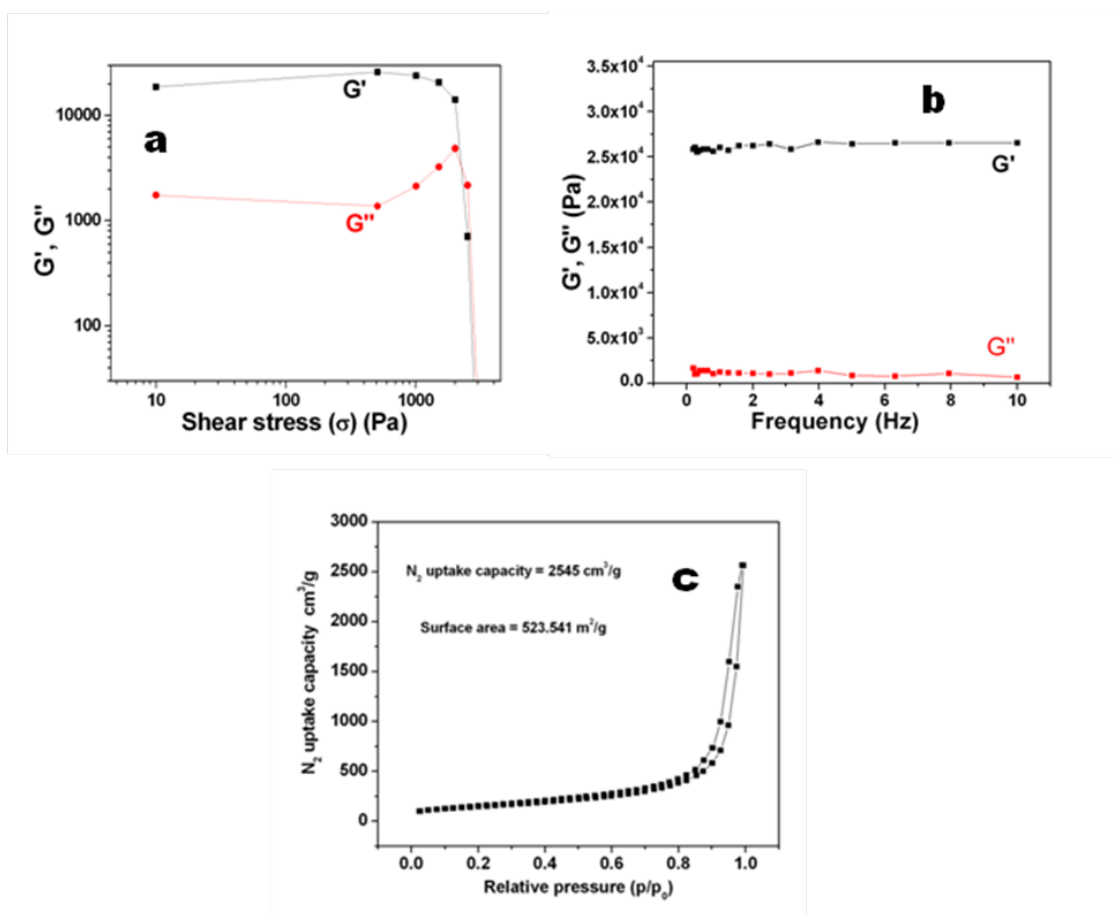 a
G'
G"
10000
1000
100
G', G"
10
100
1000
Shear stress (σ) (Pa)
b
3.5x10⁴
3.0x10⁴
2.5x10⁴
2.0x10⁴
1.5x10⁴
1.0x10⁴
5.0x10³
0.0
G', G" (Pa)
G'
G"
0
2
4
6
8
10
Frequency (Hz)
3000
2500
2000
1500
1000
500
0
N₂ uptake capacity cm³/g
N₂ uptake capacity = 2545 cm³/g
c
Surface area = 523.541 m²/g
0.0
0.2
0.4
0.6
0.8
1.0
Relative pressure (p/p₀)